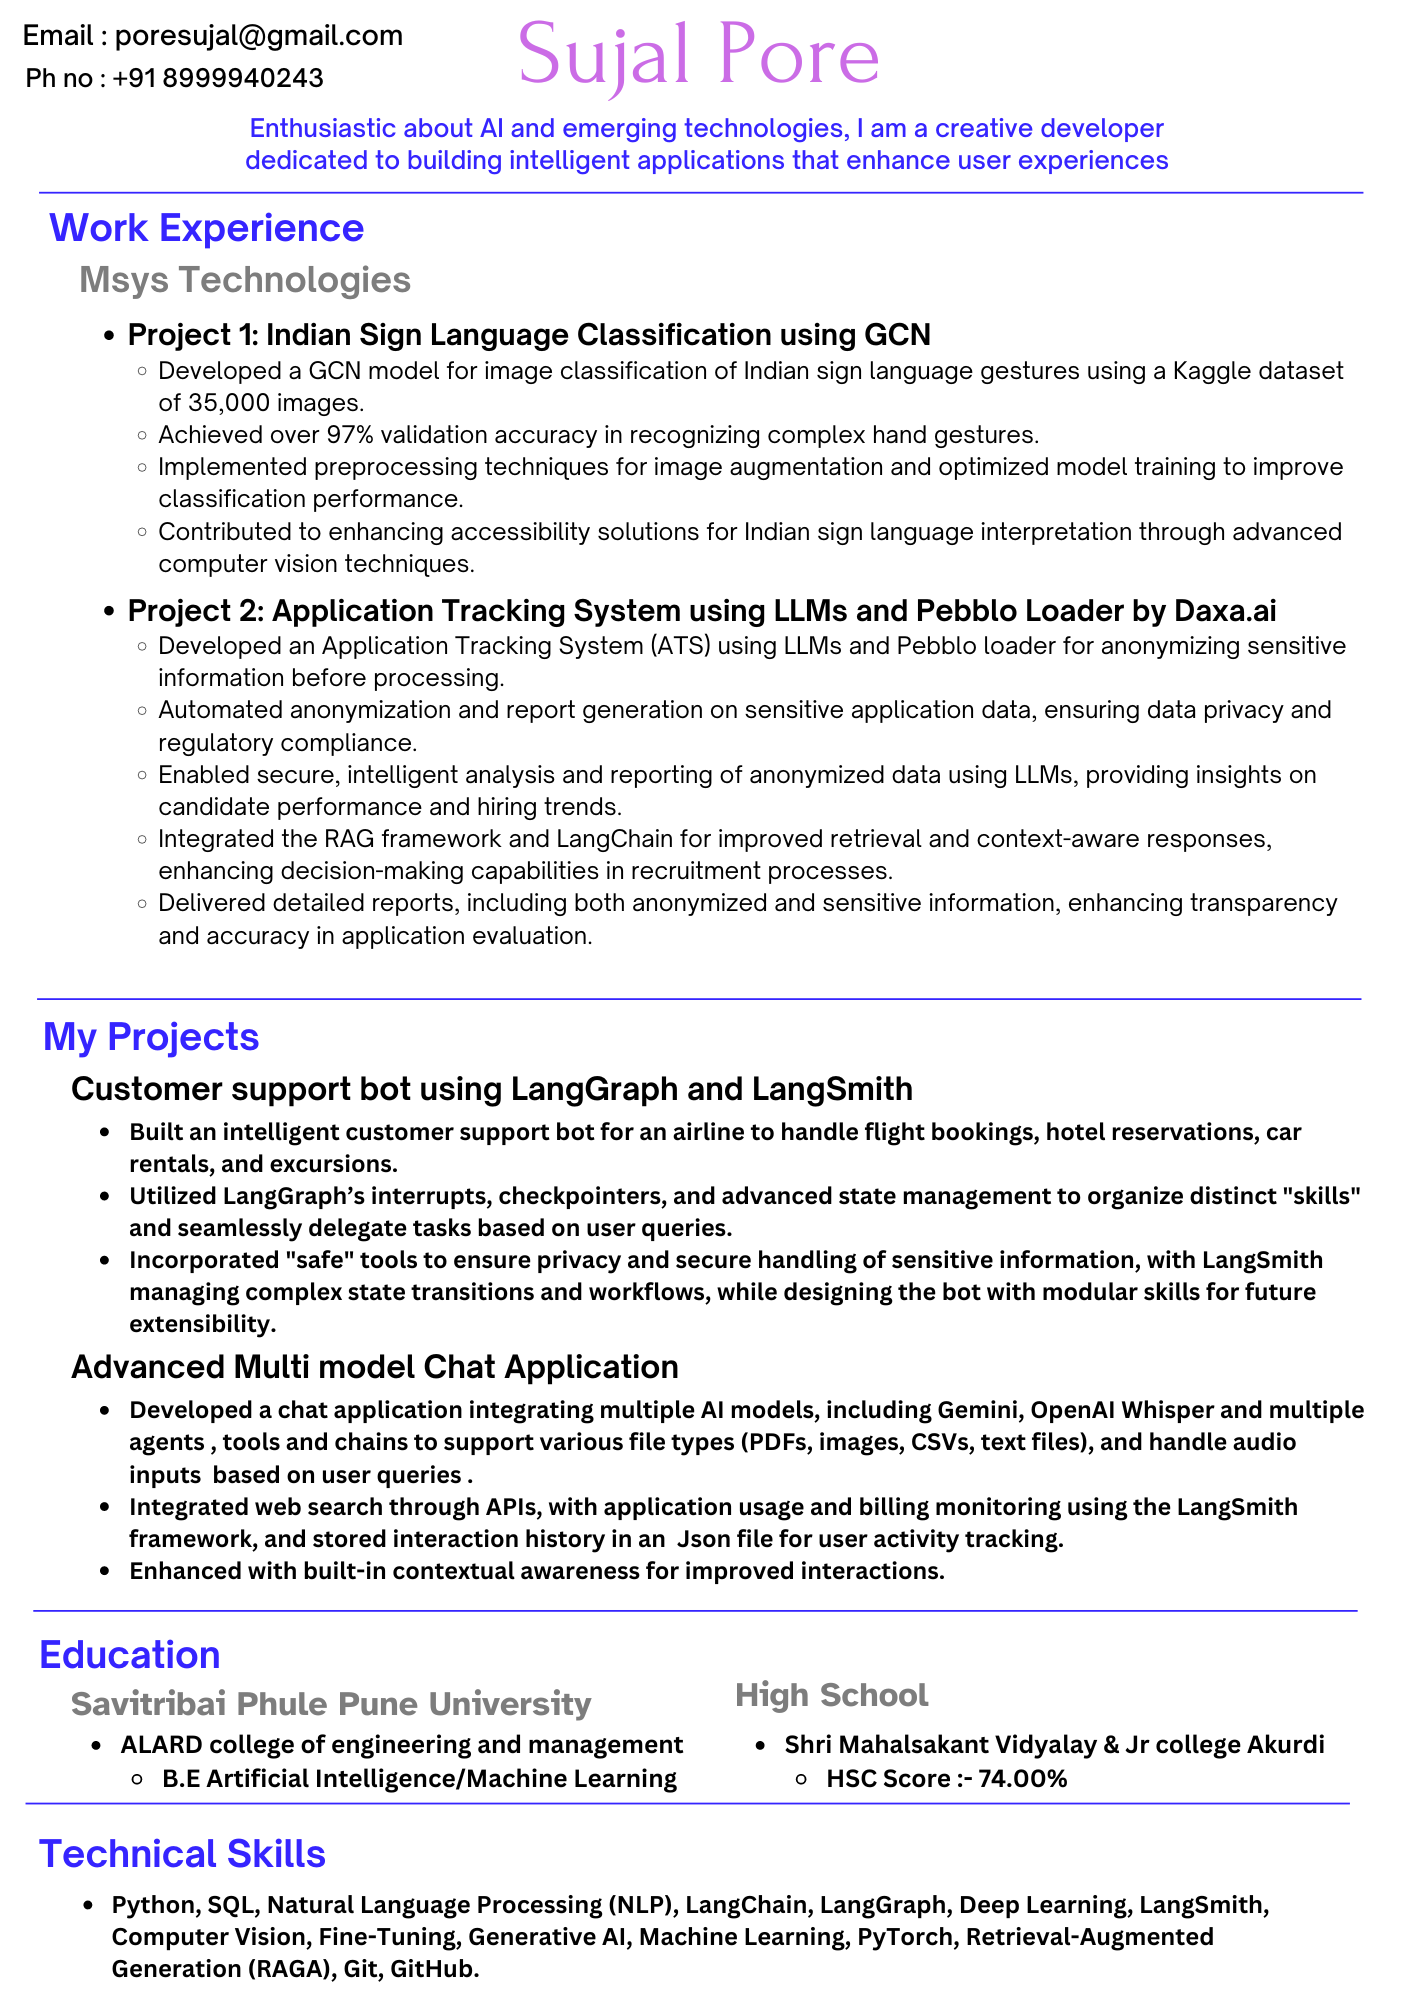 Email : poresujal@gmail.com
Ph no : +91 8999940243
Sujal Pore
Enthusiastic about AI and emerging technologies, I am a creative developer
dedicated to building intelligent applications that enhance user experiences
Work Experience
Msys Technologies
• Project 1: Indian Sign Language Classification using GCN
◦ Developed a GCN model for image classification of Indian sign language gestures using a Kaggle dataset
of 35,000 images.
◦ Achieved over 97% validation accuracy in recognizing complex hand gestures.
◦ Implemented preprocessing techniques for image augmentation and optimized model training to improve
classification performance.
◦ Contributed to enhancing accessibility solutions for Indian sign language interpretation through advanced
computer vision techniques.
• Project 2: Application Tracking System using LLMs and Pebblo Loader by Daxa.ai
◦ Developed an Application Tracking System (ATS) using LLMs and Pebblo loader for anonymizing sensitive
information before processing.
◦ Automated anonymization and report generation on sensitive application data, ensuring data privacy and
regulatory compliance.
◦ Enabled secure, intelligent analysis and reporting of anonymized data using LLMs, providing insights on
candidate performance and hiring trends.
◦ Integrated the RAG framework and LangChain for improved retrieval and context-aware responses,
enhancing decision-making capabilities in recruitment processes.
◦ Delivered detailed reports, including both anonymized and sensitive information, enhancing transparency
and accuracy in application evaluation.
My Projects
Customer support bot using LangGraph and LangSmith
• Built an intelligent customer support bot for an airline to handle flight bookings, hotel reservations, car
rentals, and excursions.
• Utilized LangGraph’s interrupts, checkpointers, and advanced state management to organize distinct "skills"
and seamlessly delegate tasks based on user queries.
• Incorporated "safe" tools to ensure privacy and secure handling of sensitive information, with LangSmith
managing complex state transitions and workflows, while designing the bot with modular skills for future
extensibility.
Advanced Multi model Chat Application
• Developed a chat application integrating multiple AI models, including Gemini, OpenAI Whisper and multiple
agents , tools and chains to support various file types (PDFs, images, CSVs, text files), and handle audio
inputs  based on user queries .
• Integrated web search through APIs, with application usage and billing monitoring using the LangSmith
framework, and stored interaction history in an  Json file for user activity tracking.
• Enhanced with built-in contextual awareness for improved interactions.
Education
Savitribai Phule Pune University
• ALARD college of engineering and management
◦ B.E Artificial Intelligence/Machine Learning
High School
• Shri Mahalsakant Vidyalay & Jr college Akurdi
◦ HSC Score :- 74.00%
Technical Skills
• Python, SQL, Natural Language Processing (NLP), LangChain, LangGraph, Deep Learning, LangSmith,
Computer Vision, Fine-Tuning, Generative AI, Machine Learning, PyTorch, Retrieval-Augmented
Generation (RAGA), Git, GitHub.